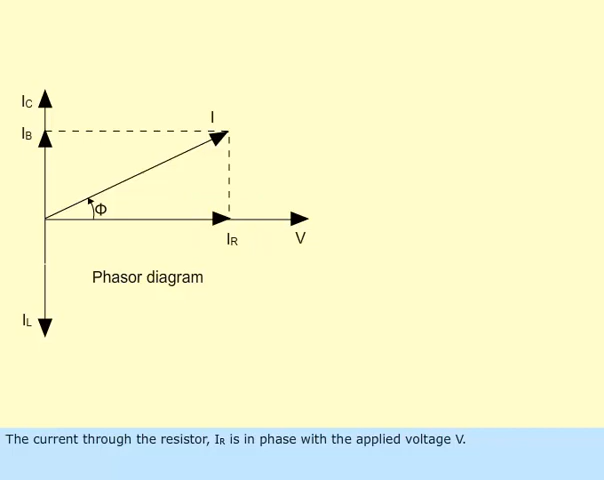 IC
IB
I
Φ
IR
V
Phasor diagram
IL
The current through the resistor, IR is in phase with the applied voltage V.